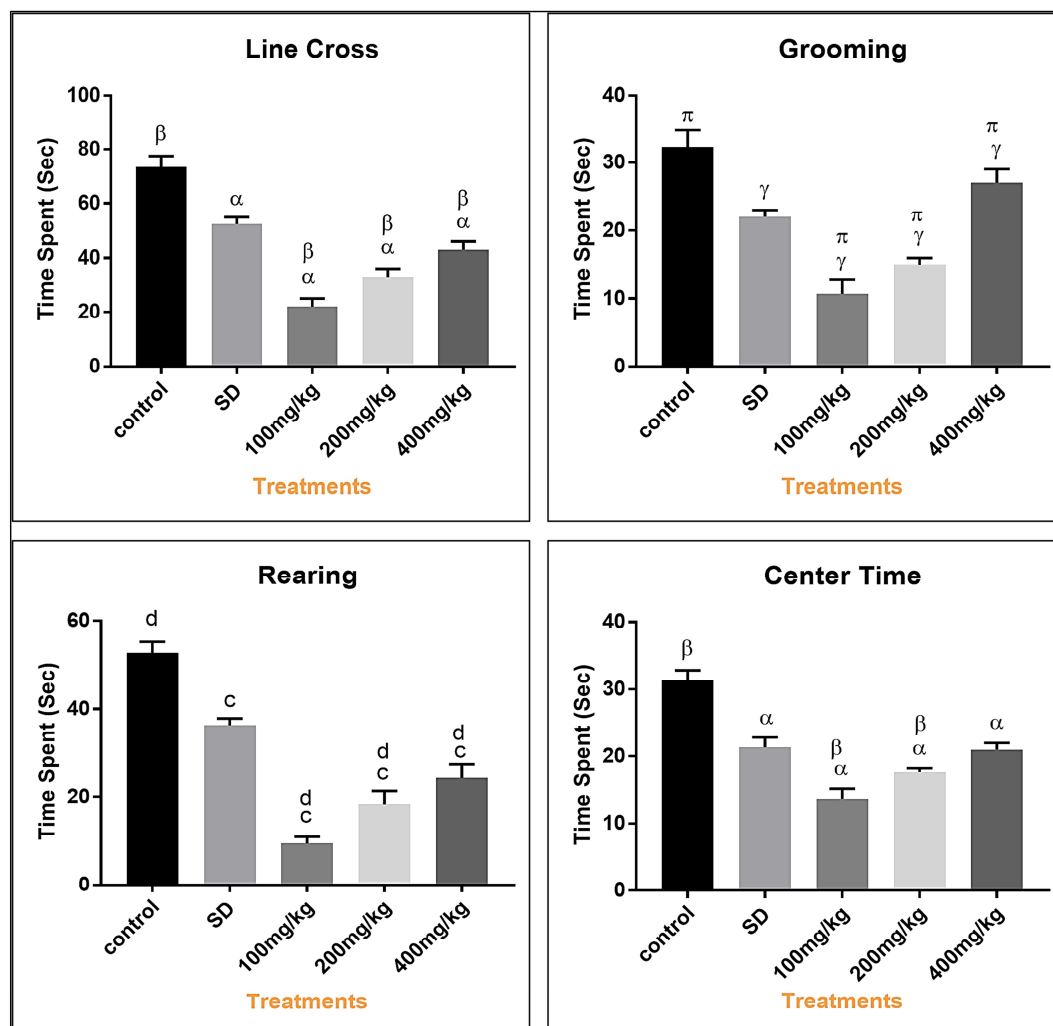 Line Cross
Time Spent (Sec)
100
80
60
40
20
0
β
α
β
α
β
α
β
α
control
SD
100mg/kg
200mg/kg
400mg/kg
Treatments
Grooming
Time Spent (Sec)
40
30
20
10
0
π
γ
π
γ
π
γ
π
γ
control
SD
100mg/kg
200mg/kg
400mg/kg
Treatments
Rearing
Time Spent (Sec)
60
40
20
0
d
c
d
c
d
c
d
c
control
SD
100mg/kg
200mg/kg
400mg/kg
Treatments
Center Time
Time Spent (Sec)
40
30
20
10
0
β
α
β
α
β
α
α
control
SD
100mg/kg
200mg/kg
400mg/kg
Treatments